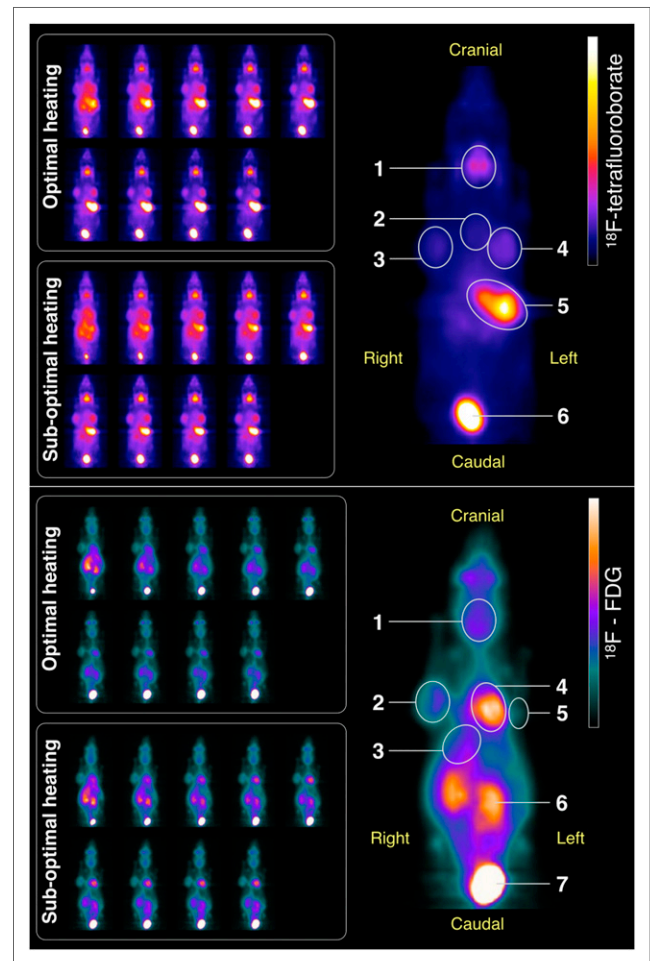 Optimal heating
Sub-optimal heating
Cranial
1
2
3
4
5
Right
Left
6
Caudal
18F-tetrafluoroborate
Optimal heating
Sub-optimal heating
Cranial
1
2
4
5
3
6
Right
Left
7
Caudal
18F - FDG